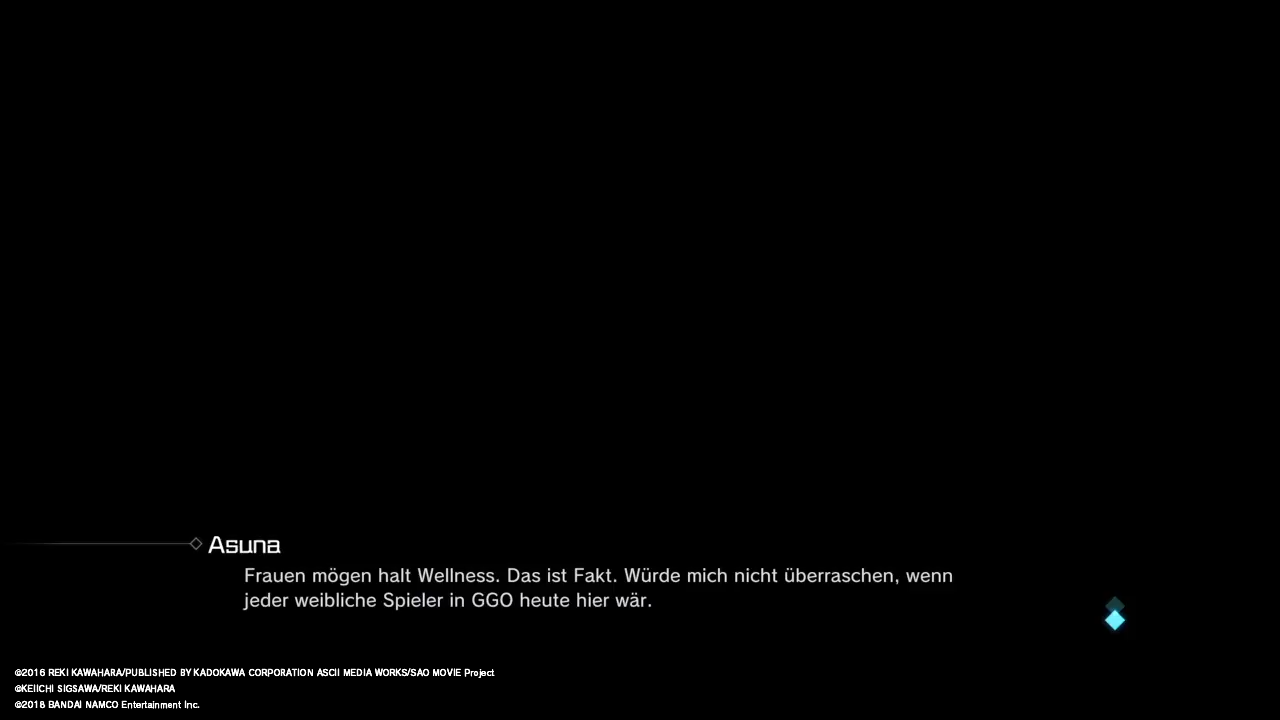 Asuna
Frauen mögen halt Wellness. Das ist Fakt. Würde mich nicht überraschen, wenn
jeder weibliche Spieler in GGO heute hier wär.
©2016 REKI KAWAHARA/PUBLISHED BY KADOKAWA CORPORATION ASCII MEDIA WORKS/SAO MOVIE Project
©KEIICHI SIGSAWA/REKI KAWAHARA
©2018 BANDAI NAMCO Entertainment Inc.